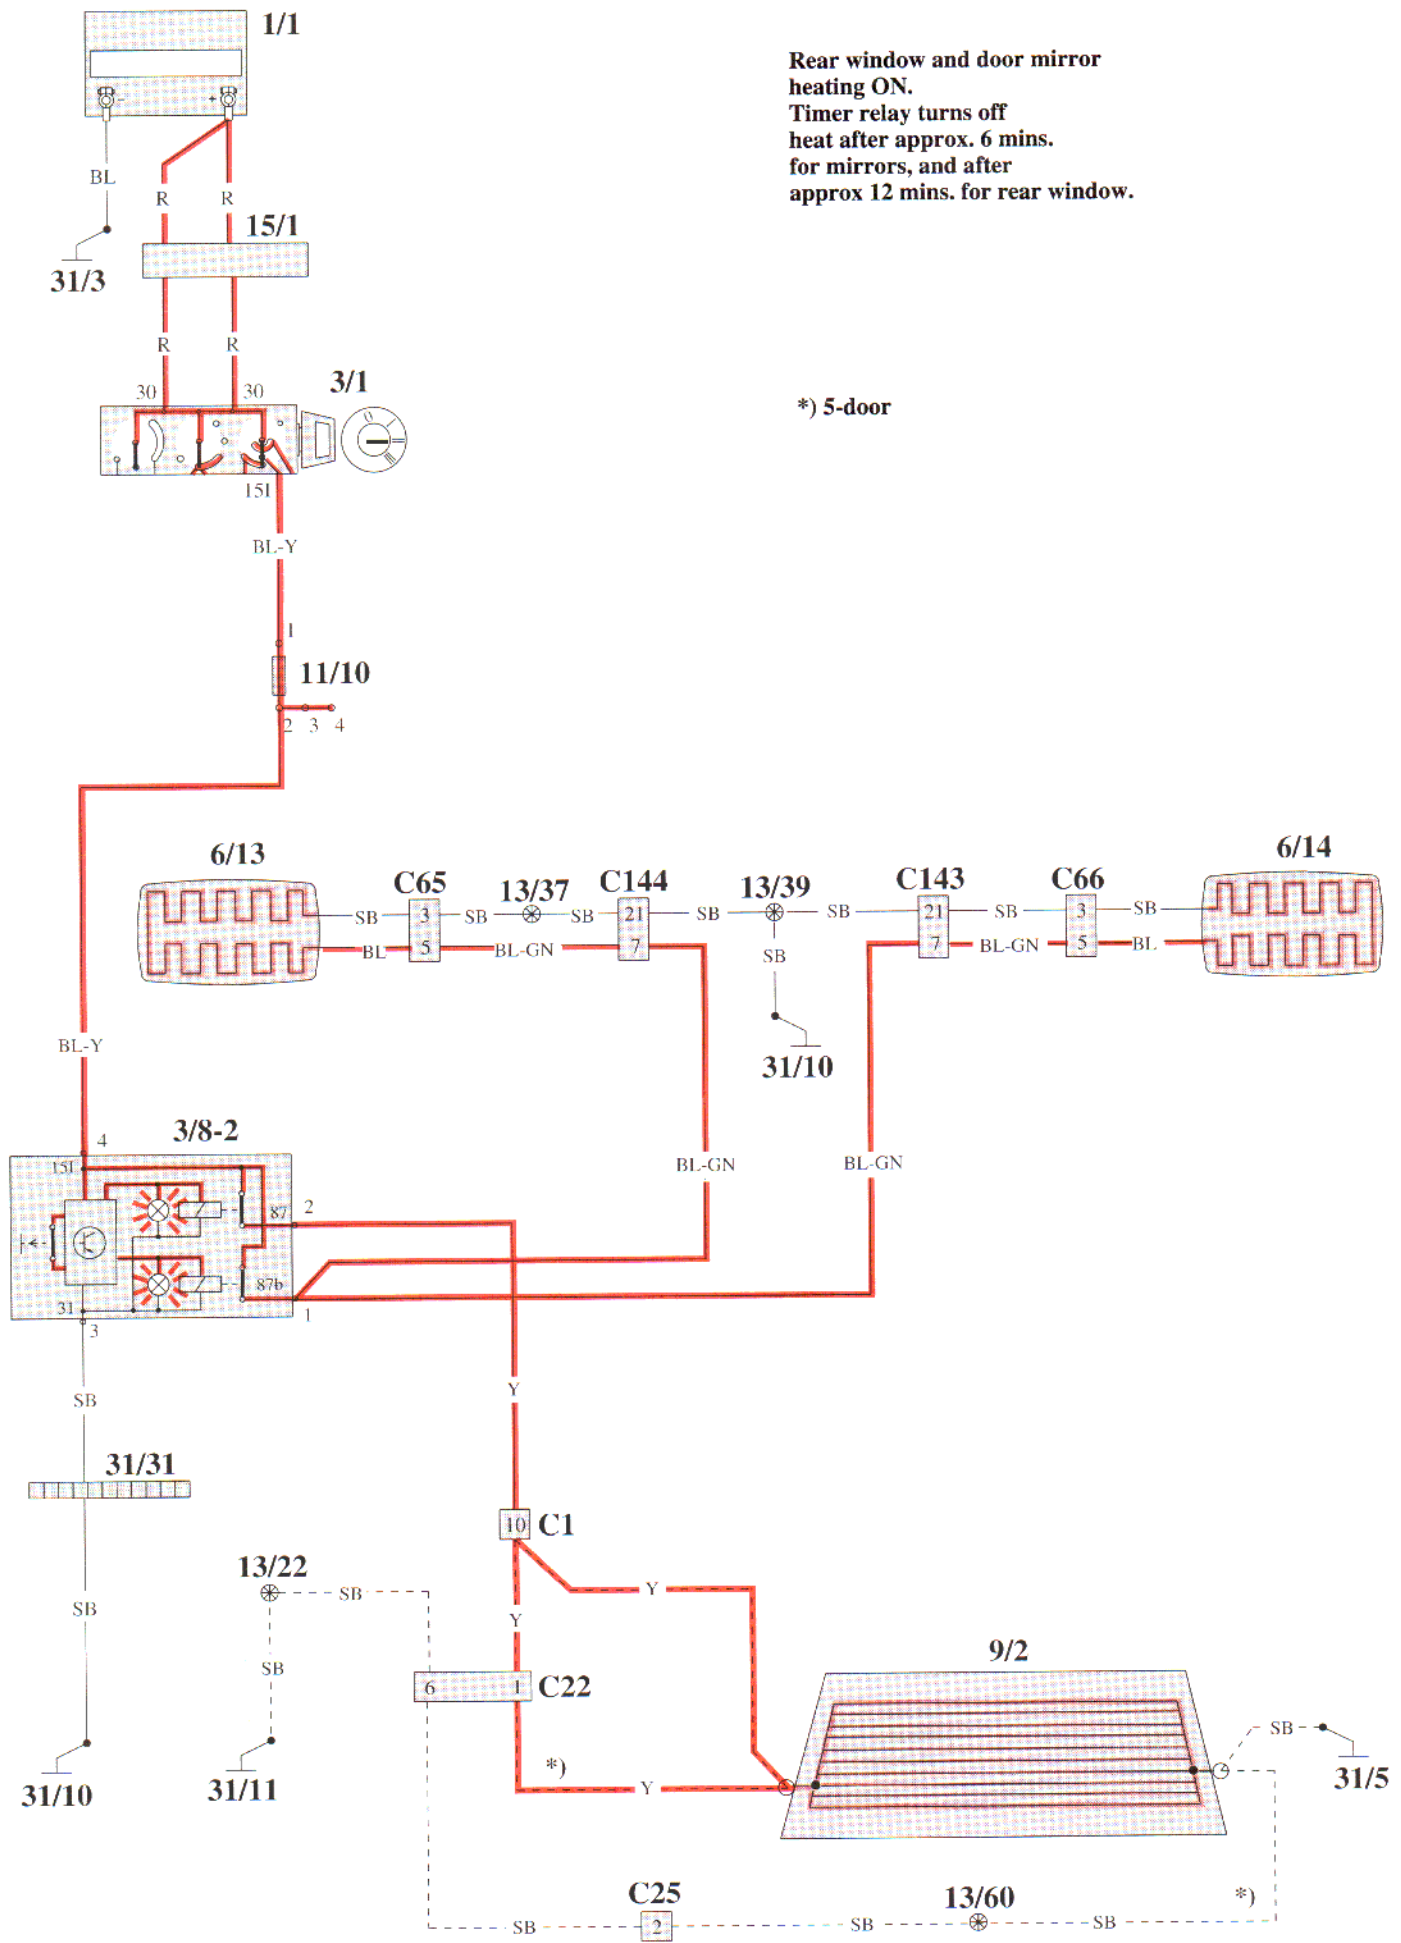 1/1
Rear window and door mirror
heating ON.
Timer relay turns off
heat after approx. 6 mins.
for mirrors, and after
approx 12 mins. for rear window.
- +
BL
R R
15/1
31/3
R R
30 30
3/1
0
*) 5-door
15I
BL-Y
1
11/10
2 3 4
6/13
C65
13/37
C144
13/39
C143
C66
6/14
SB 3 SB SB 21 SB SB 21 SB 3 SB
BL 5 BL-GN 7 SB 7 BL-GN 5 BL
31/10
BL-Y
3/8-2
4
15I
BL-GN BL-GN
87 2
87b
31
3 1
SB
Y
31/31
10 C1
13/22
SB
Y
SB
Y
SB
6 1 C22
9/2
SB
*)
Y
31/10
31/11
31/5
C25
13/60
*)
SB 2 SB SB